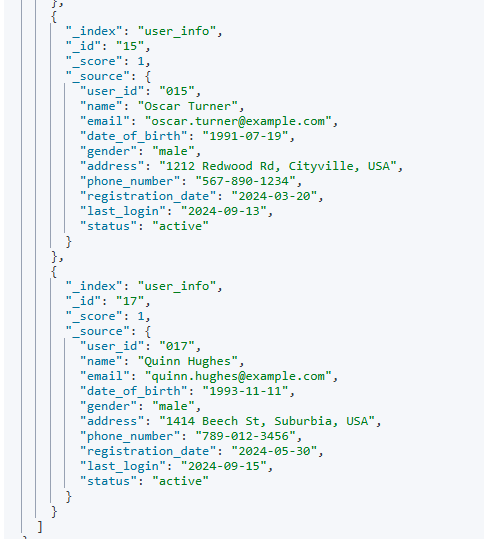 },
{
"_index": "user_info",
"_id": "15",
"_score": 1,
"_source": {
"user_id": "015",
"name": "Oscar Turner",
"email": "oscar.turner@example.com",
"date_of_birth": "1991-07-19",
"gender": "male",
"address": "1212 Redwood Rd, Cityville, USA",
"phone_number": "567-890-1234",
"registration_date": "2024-03-20",
"last_login": "2024-09-13",
"status": "active"
}
},
{
"_index": "user_info",
"_id": "17",
"_score": 1,
"_source": {
"user_id": "017",
"name": "Quinn Hughes",
"email": "quinn.hughes@example.com",
"date_of_birth": "1993-11-11",
"gender": "male",
"address": "1414 Beech St, Suburbia, USA",
"phone_number": "789-012-3456",
"registration_date": "2024-05-30",
"last_login": "2024-09-15",
"status": "active"
}
}
]